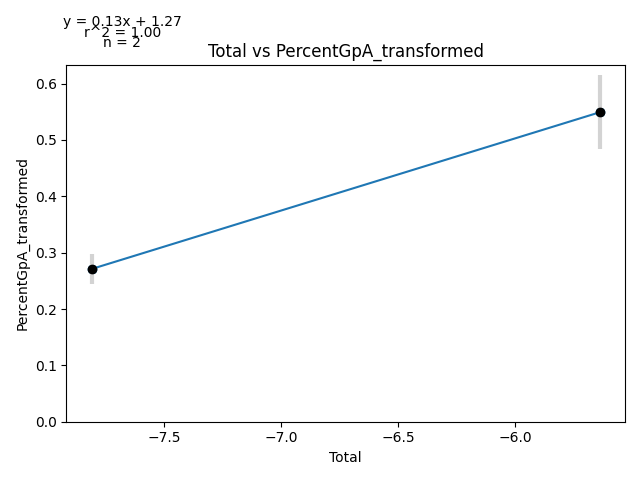 y = 0.13x + 1.27
r^2 = 1.00
n = 2
Total vs PercentGpA_transformed
PercentGpA_transformed
0.6
0.5
0.4
0.3
0.2
0.1
0.0
−7.5 −7.0 −6.5 −6.0
Total